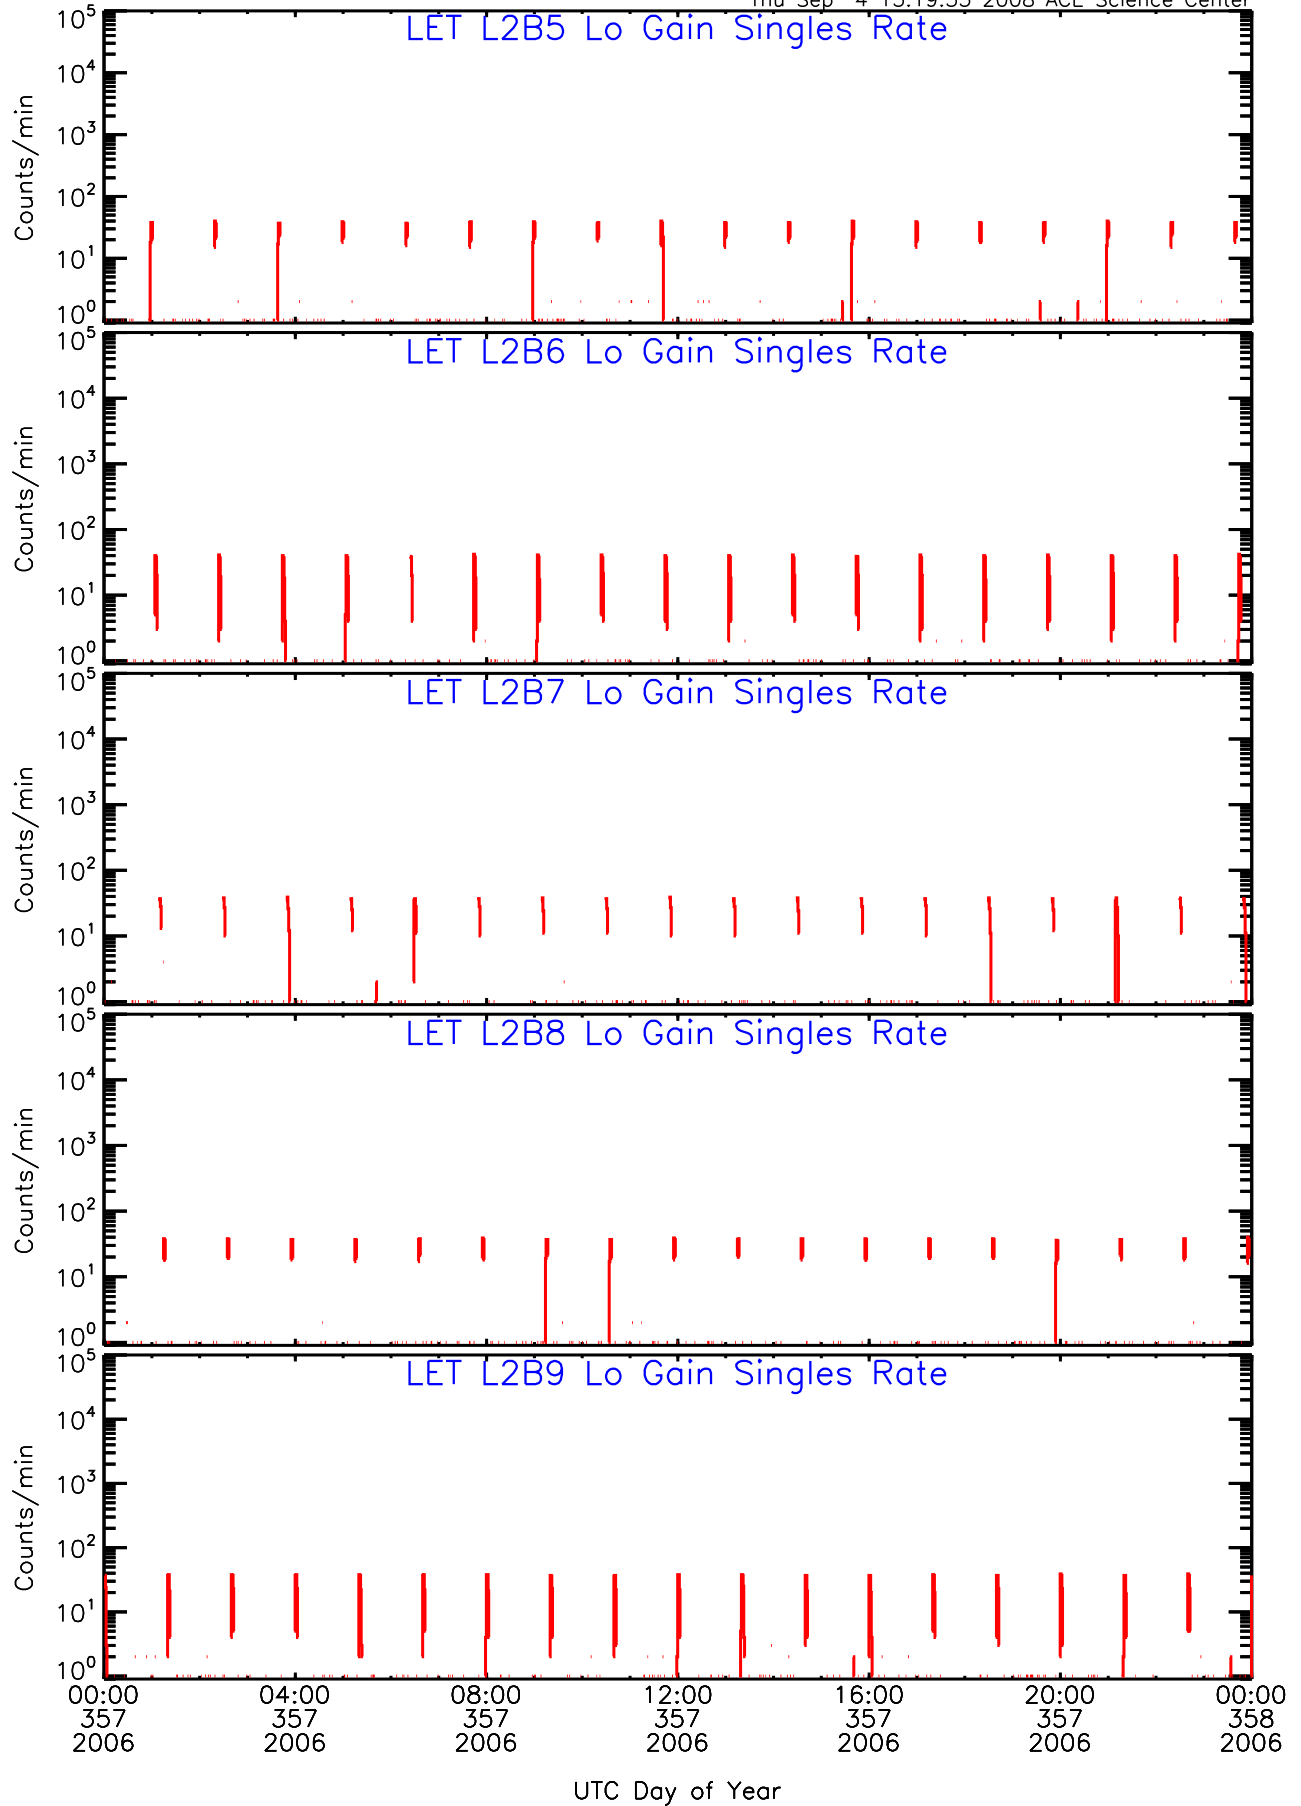 LET L2B5 Lo Gain Singles Rate
Counts/min
10^5
10^4
10^3
10^2
10^1
10^0
LET L2B6 Lo Gain Singles Rate
Counts/min
10^5
10^4
10^3
10^2
10^1
10^0
LET L2B7 Lo Gain Singles Rate
Counts/min
10^5
10^4
10^3
10^2
10^1
10^0
LET L2B8 Lo Gain Singles Rate
Counts/min
10^5
10^4
10^3
10^2
10^1
10^0
LET L2B9 Lo Gain Singles Rate
Counts/min
10^5
10^4
10^3
10^2
10^1
10^0
00:00 04:00 08:00 12:00 16:00 20:00 00:00
357 357 357 357 357 357 358
2006 2006 2006 2006 2006 2006 2006
UTC Day of Year